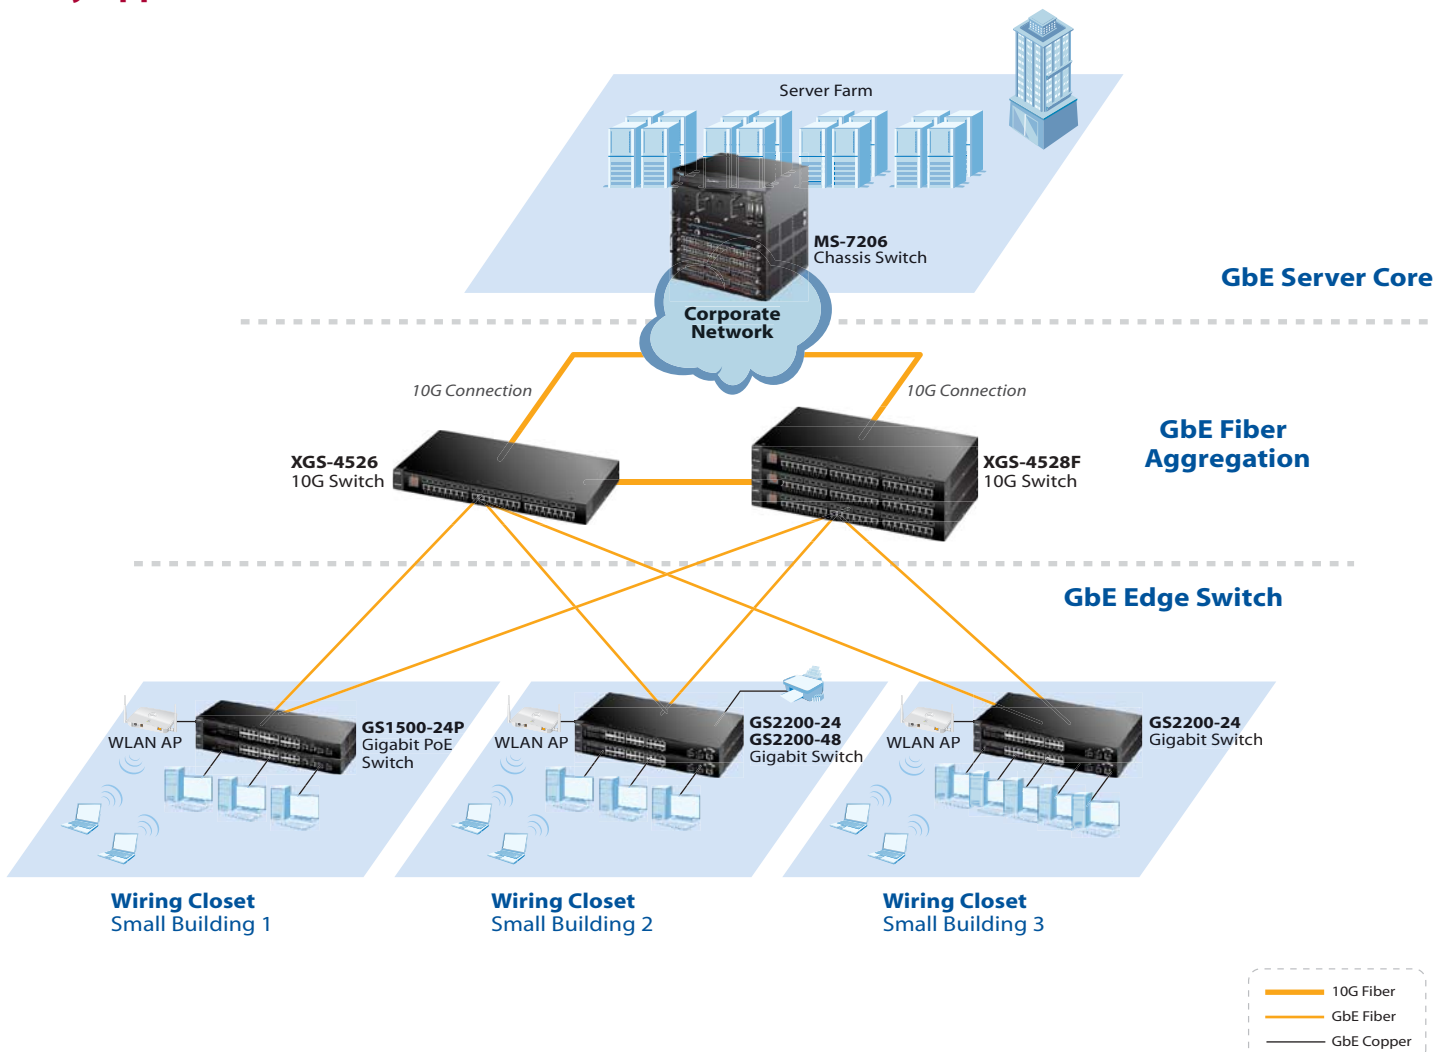 Server Farm
MS-7206
Chassis Switch
GbE Server Core
Corporate
Network
10G Connection
10G Connection
GbE Fiber
Aggregation
XGS-4526
10G Switch
XGS-4528F
10G Switch
GbE Edge Switch
WLAN AP
GS1500-24P
Gigabit PoE
Switch
WLAN AP
GS2200-24
GS2200-48
Gigabit Switch
WLAN AP
GS2200-24
Gigabit Switch
Wiring Closet
Small Building 1
Wiring Closet
Small Building 2
Wiring Closet
Small Building 3
10G Fiber
GbE Fiber
GbE Copper